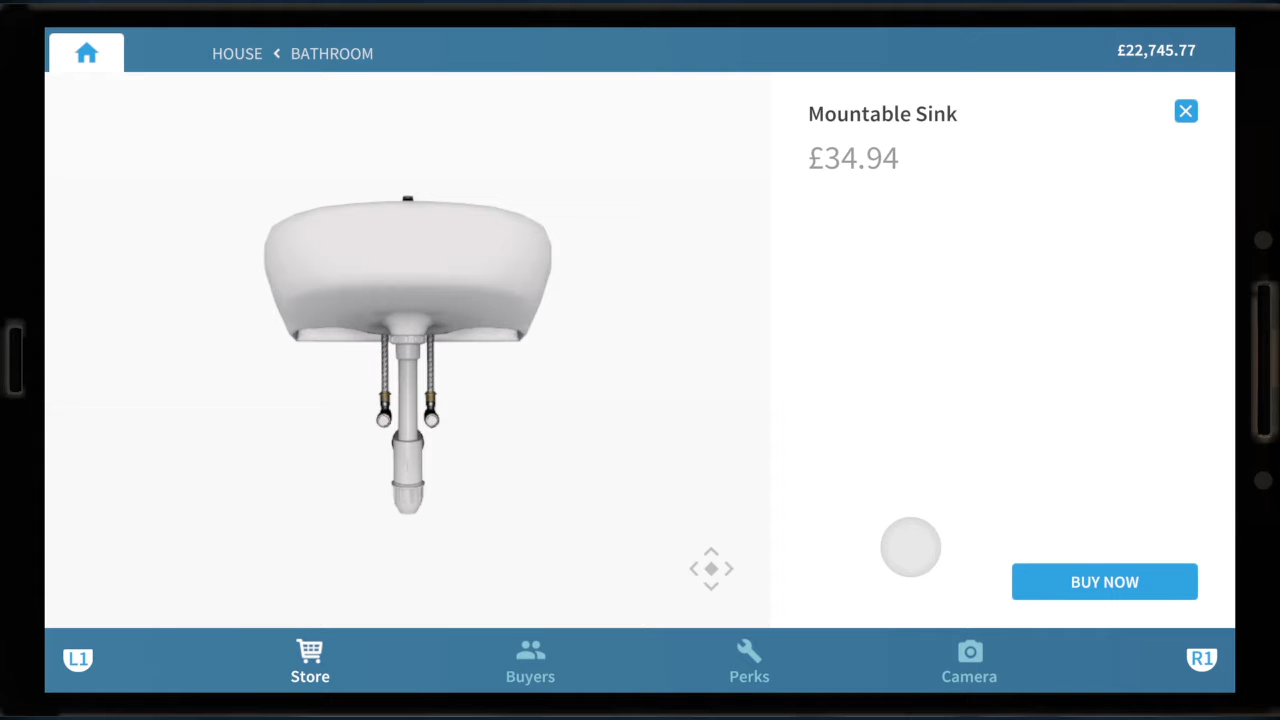 HOUSE < BATHROOM
£22,745.77
Mountable Sink
£34.94
BUY NOW
L1
Store
Buyers
Perks
Camera
R1